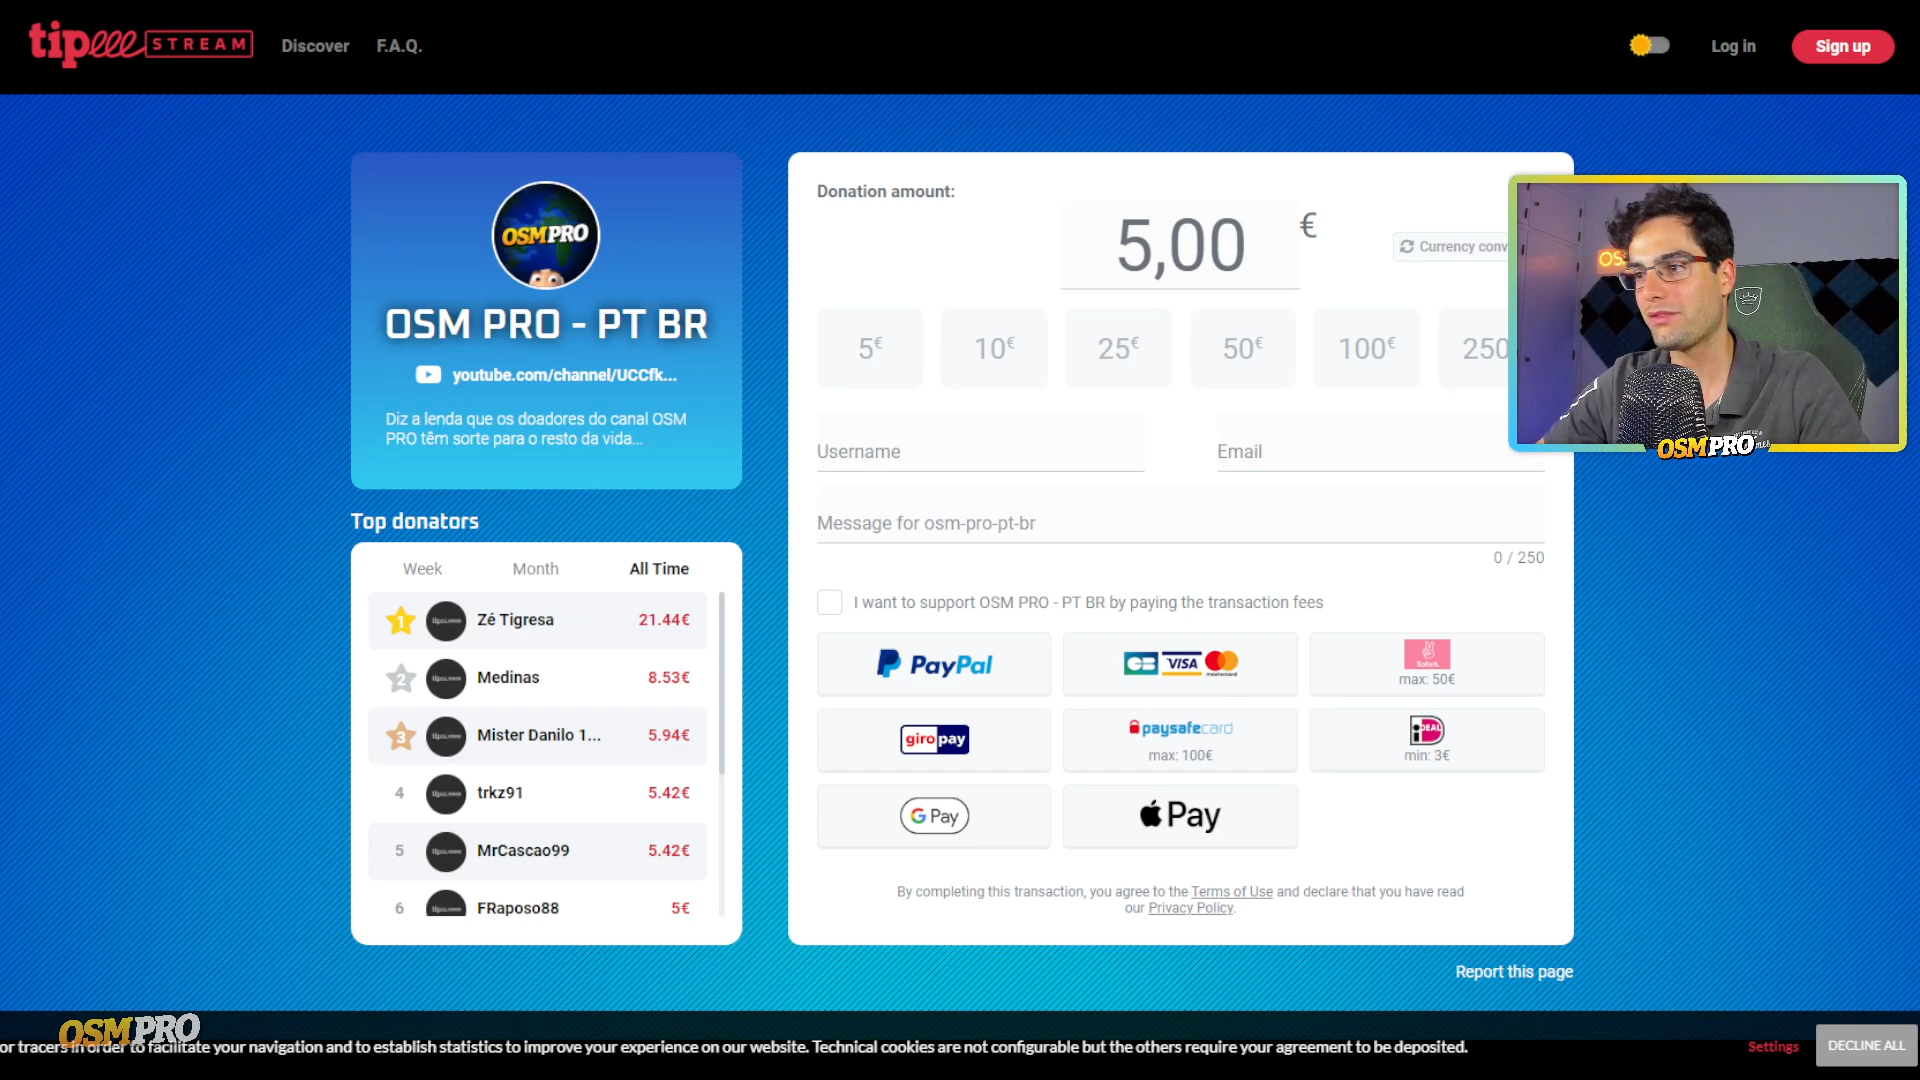 tipeee STREAM
Discover
F.A.Q.
Log in
Sign up
OSM PRO
OSM PRO - PT BR
youtube.com/channel/UCCfk...
Diz a lenda que os doadores do canal OSM
PRO têm sorte para o resto da vida...
Top donators
Week
Month
All Time
1
Zé Tigresa
21.44€
2
Medinas
8.53€
3
Mister Danilo 1...
5.94€
4
trkz91
5.42€
5
MrCascao99
5.42€
6
FRaposo88
5€
Donation amount:
5,00 €
Currency conv
5€
10€
25€
50€
100€
250
Username
Email
Message for osm-pro-pt-br
0 / 250
I want to support OSM PRO - PT BR by paying the transaction fees
PayPal
CB VISA mastercard
Sofort.
max: 50€
giropay
paysafecard
max: 100€
iDEAL
min: 3€
G Pay
Pay
By completing this transaction, you agree to the Terms of Use and declare that you have read
our Privacy Policy.
Report this page
OS
OSMPRO
OSMPRO
or tracers in order to facilitate your navigation and to establish statistics to improve your experience on our website. Technical cookies are not configurable but the others require your agreement to be deposited.
Settings
DECLINE ALL